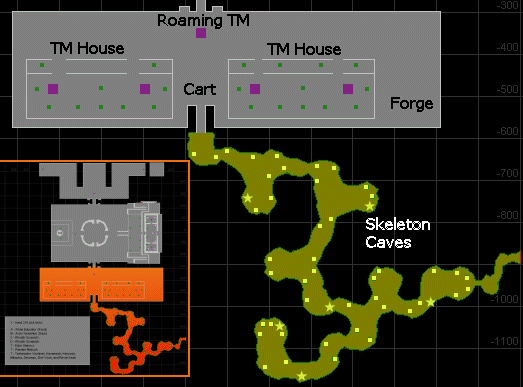 Roaming TM
TM House
TM House
Cart
Forge
Skeleton
Caves
-300
-400
-500
-600
-700
-800
-900
-1000
-1100